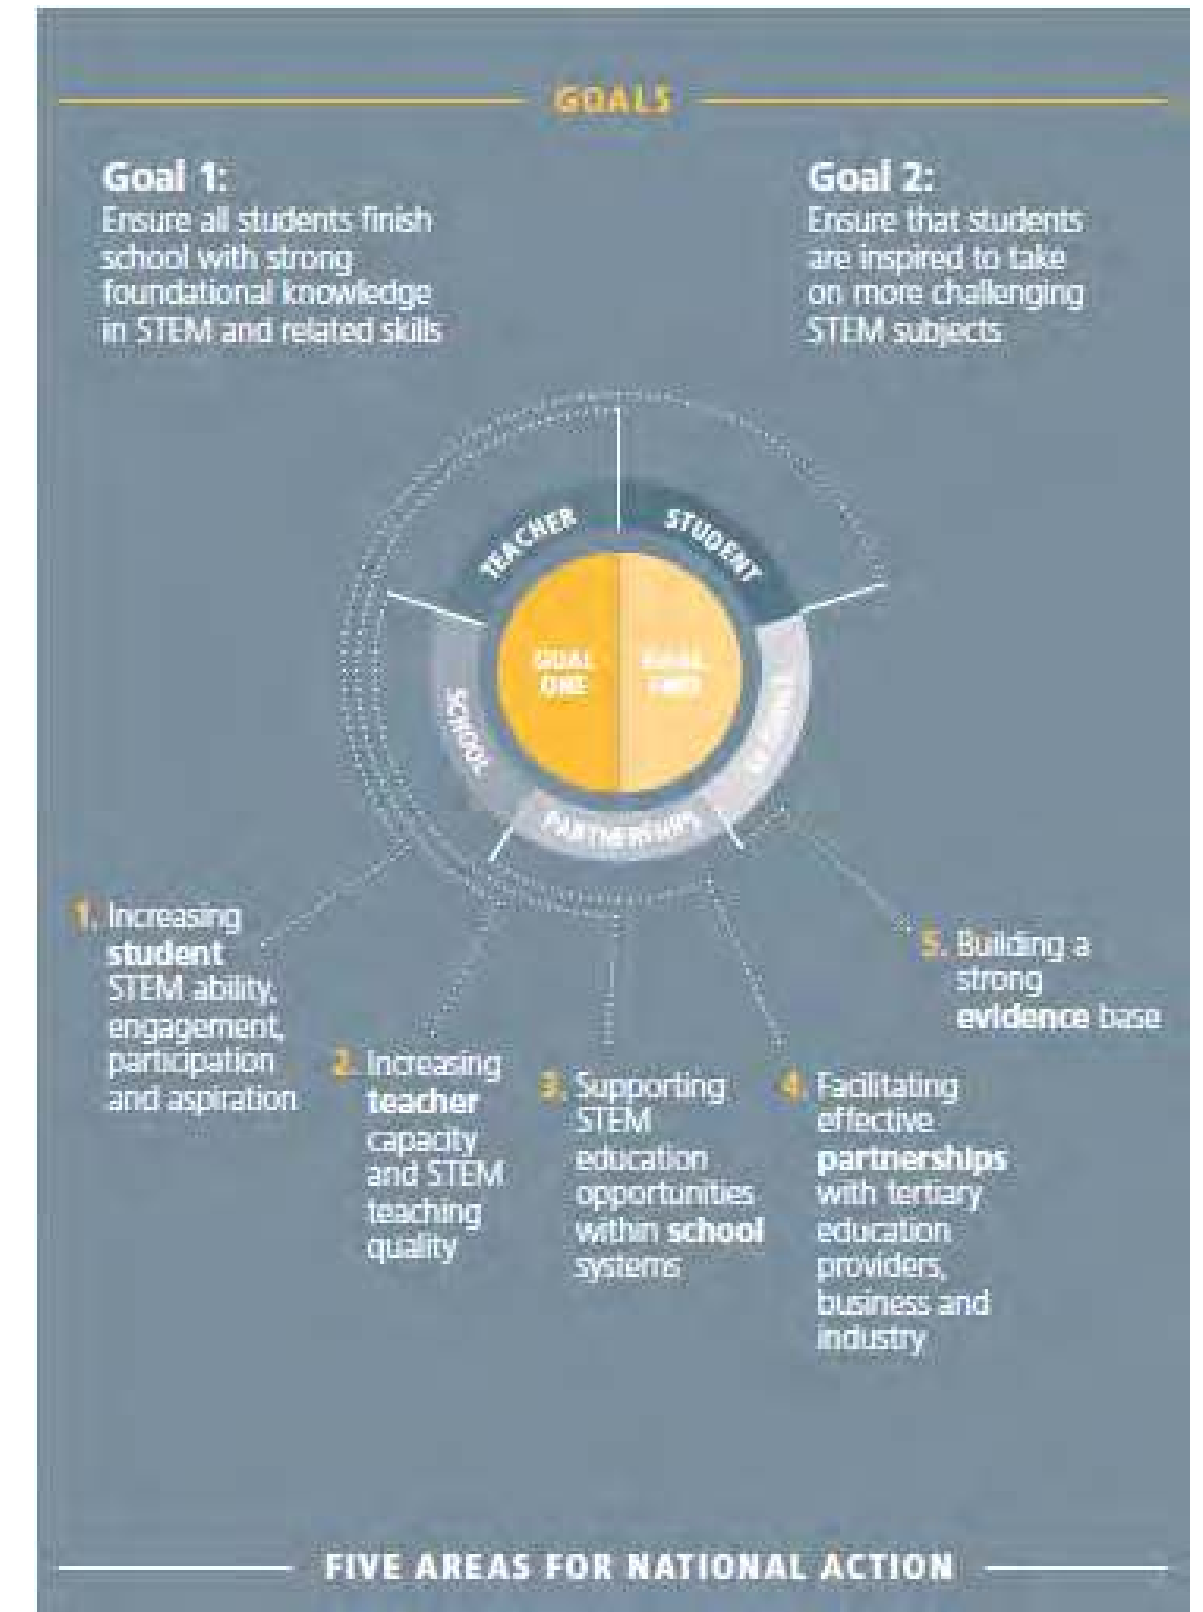 GOALS
Goal 1:
Ensure all students finish
school with strong
foundational knowledge
in STEM and related skills
Goal 2:
Ensure that students
are inspired to take
on more challenging
STEM subjects
TEACHER
STUDENT
GOAL
ONE
GOAL
TWO
SCHOOL
PARTNERSHIPS
1. Increasing
student
STEM ability,
engagement,
participation
and aspiration
2. Increasing
teacher
capacity
and STEM
teaching
quality
3. Supporting
STEM
education
opportunities
within school
systems
4. Facilitating
effective
partnerships
with tertiary
education
providers,
business and
industry
5. Building a
strong
evidence base
FIVE AREAS FOR NATIONAL ACTION